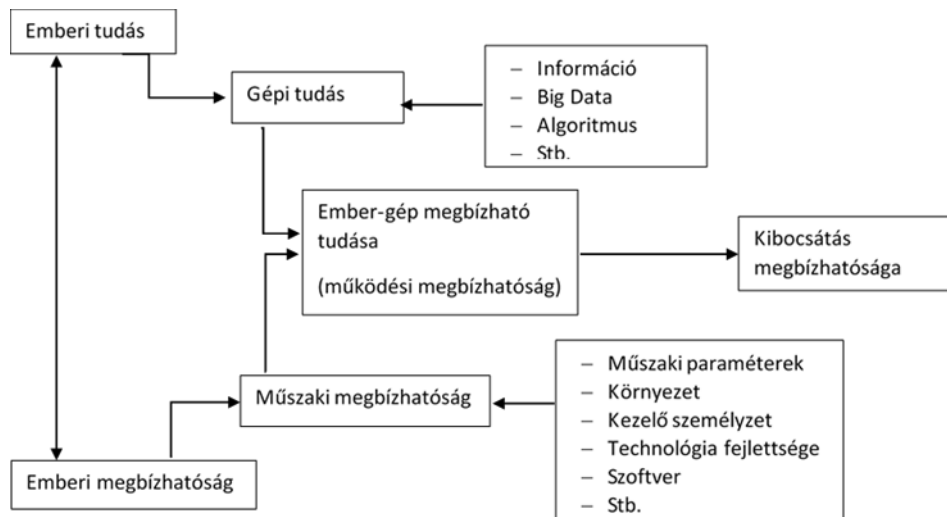 Emberi tudás
Gépi tudás
– Információ
– Big Data
– Algoritmus
– Stb.
Ember-gép megbízható
tudása
(működési megbízhatóság)
Kibocsátás
megbízhatósága
Műszaki megbízhatóság
– Műszaki paraméterek
– Környezet
– Kezelő személyzet
– Technológia fejlettsége
– Szoftver
– Stb.
Emberi megbízhatóság